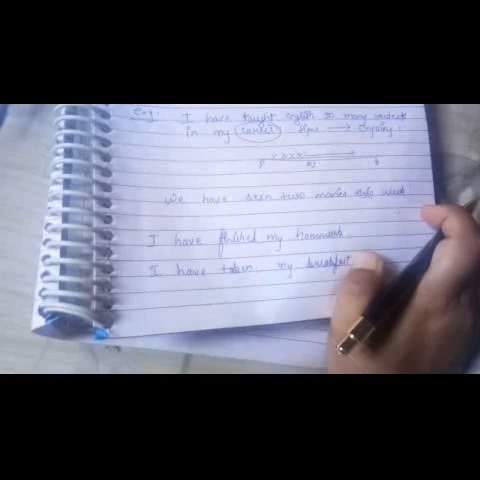 eg: I have taught english to many students
in my career. Here → Ongoing.
P x x x x N f
We have seen two movies this week
I have finished my homework.
I have taken my breakfast.